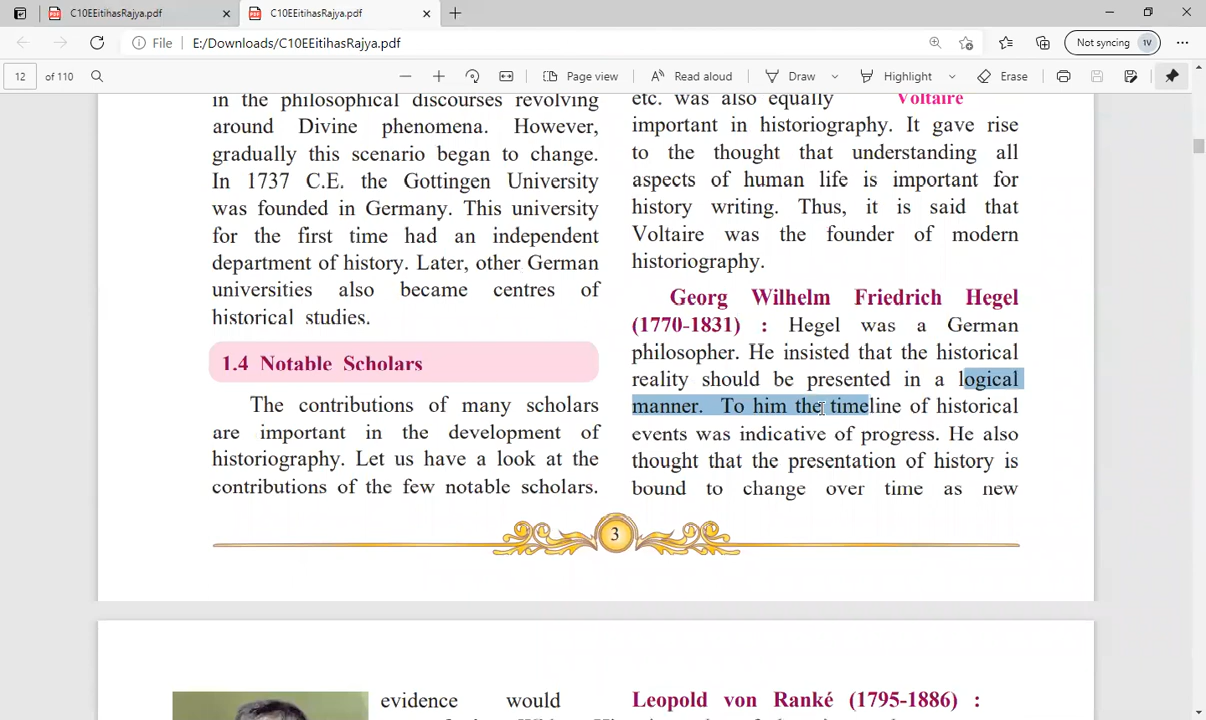 C10EEitihasRajya.pdf
C10EEitihasRajya.pdf
File E:/Downloads/C10EEitihasRajya.pdf
Not syncing
12 of 110
Page view
Read aloud
Draw
Highlight
Erase
in the philosophical discourses revolving
around Divine phenomena. However,
gradually this scenario began to change.
In 1737 C.E. the Gottingen University
was founded in Germany. This university
for the first time had an independent
department of history. Later, other German
universities also became centres of
historical studies.
1.4 Notable Scholars
The contributions of many scholars
are important in the development of
historiography. Let us have a look at the
contributions of the few notable scholars.
etc. was also equally
Voltaire
important in historiography. It gave rise
to the thought that understanding all
aspects of human life is important for
history writing. Thus, it is said that
Voltaire was the founder of modern
historiography.
Georg Wilhelm Friedrich Hegel
(1770-1831) : Hegel was a German
philosopher. He insisted that the historical
reality should be presented in a logical
manner. To him the timeline of historical
events was indicative of progress. He also
thought that the presentation of history is
bound to change over time as new
3
evidence would
Leopold von Ranké (1795-1886) :